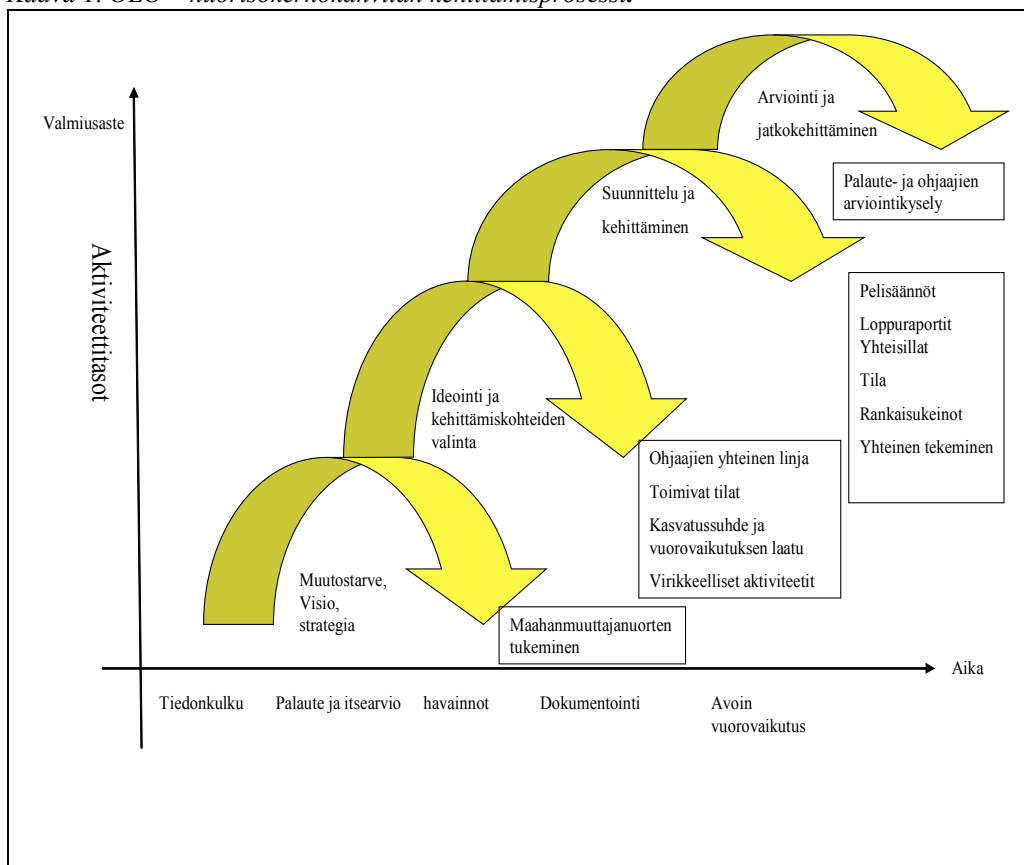 Valmiusaste
Aktiviteettitasot
Arviointi ja
jatkokehittäminen
Palaute- ja ohjaajien
arviointikysely
Suunnittelu ja
kehittäminen
Pelisäännöt
Loppuraportit
Yhteisillat
Tila
Rankaisukeinot
Yhteinen tekeminen
Ideointi ja
kehittämiskohteiden
valinta
Ohjaajien yhteinen linja
Toimivat tilat
Kasvatussuhde ja
vuorovaikutuksen laatu
Virikkeelliset aktiviteetit
Muutostarve,
Visio,
strategia
Maahanmuuttajanuorten
tukeminen
Aika
Tiedonkulku Palaute ja itsearvio havainnot Dokumentointi Avoin
vuorovaikutus